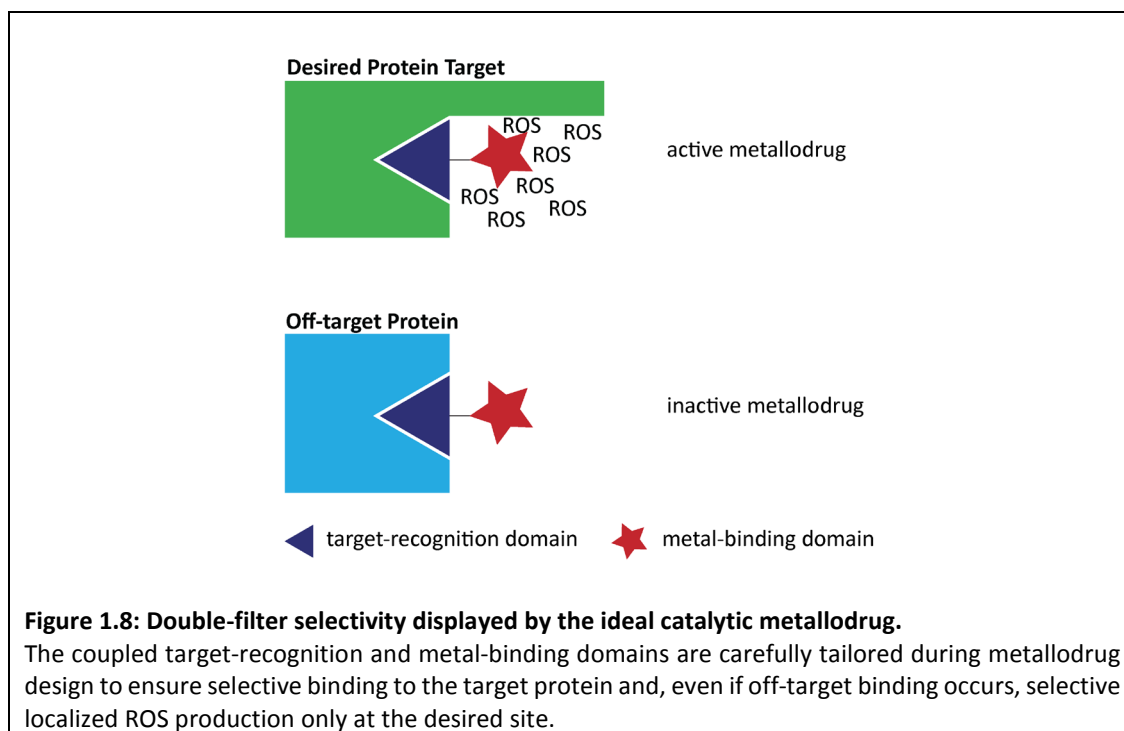 Desired Protein Target
ROS
ROS
active metallodrug
ROS
ROS
ROS
ROS
ROS
Off-target Protein
inactive metallodrug
target-recognition domain
metal-binding domain
Figure 1.8: Double-filter selectivity displayed by the ideal catalytic metallodrug.
The coupled target-recognition and metal-binding domains are carefully tailored during metallodrug
design to ensure selective binding to the target protein and, even if off-target binding occurs, selective
localized ROS production only at the desired site.